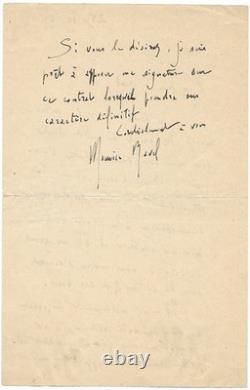 Si vous le désirez, je suis
prêt à apposer ma signature sur
ce contrat lorsqu'il prendra un
caractère définitif
Cordialement à vous
Maurice Ravel
ebay.com